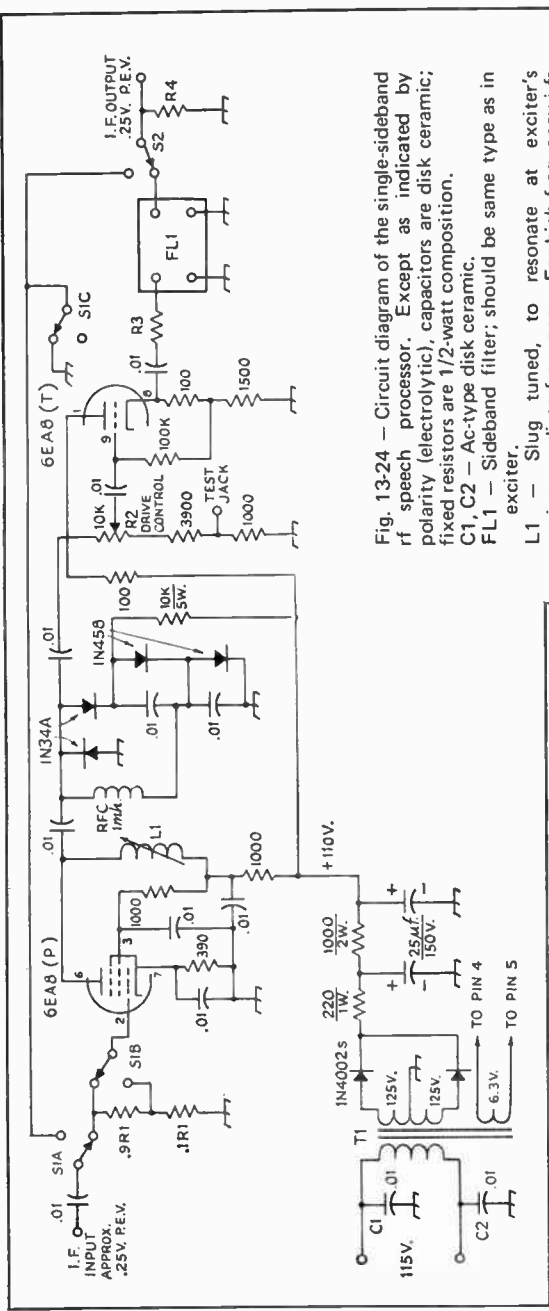 6EA8 (T)
S1C
I.F. OUTPUT
.25V. P.E.V.
S2
R4
FL1
R3
.01
1
9
8
100
1500
100K
.01
10K
R2
DRIVE
CONTROL
3900
TEST
JACK
1000
.01
100
10K
5W.
1N458
.01
.01
1N34A
RFC
1mh.
.01
L1
6EA8 (P)
6
3
2
7
1000
.01
390
.01
.01
1000
+110V.
S1A
S1B
.01
I.F.
INPUT
APPROX.
.25V. P.E.V.
.9R1
.1R1
T1
1N4002s
125V.
125V.
6.3V.
TO PIN 4
TO PIN 5
220
1W.
1000
2W.
+
-
+
-
25µf.
150V.
115V.
C1
.01
C2
.01
Fig. 13-24 — Circuit diagram of the single-sideband
rf speech processor. Except as indicated by
polarity (electrolytic), capacitors are disk ceramic;
fixed resistors are 1/2-watt composition.
C1, C2 — Ac-type disk ceramic.
FL1 — Sideband filter; should be same type as in
exciter.
L1 — Slug tuned, to resonate at exciter's